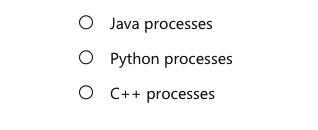 Java processes
Python processes
C++ processes